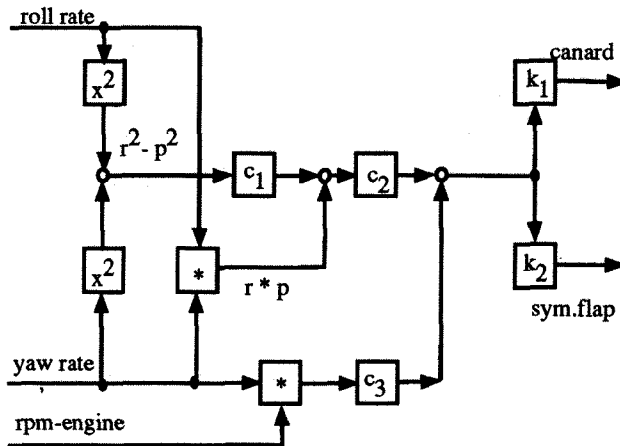 roll rate
canard
x²
k₁
r² - p²
c₁
c₂
x²
*
k₂
r * p
sym.flap
yaw rate
*
c₃
rpm-engine